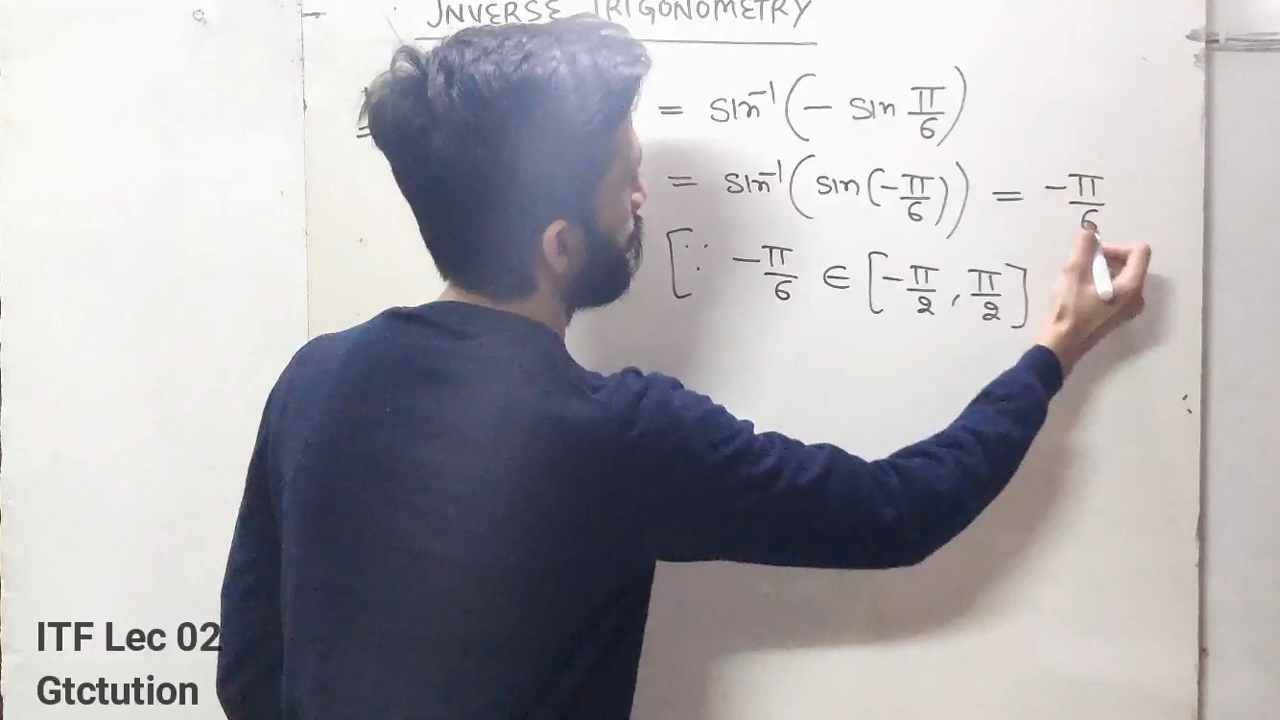 INVERSE TRIGONOMETRY
= sin⁻¹(- sin π/6)
= sin⁻¹(sin(-π/6)) = -π/6
[∵ -π/6 ∈ [-π/2, π/2]
ITF Lec 02
Gtctution